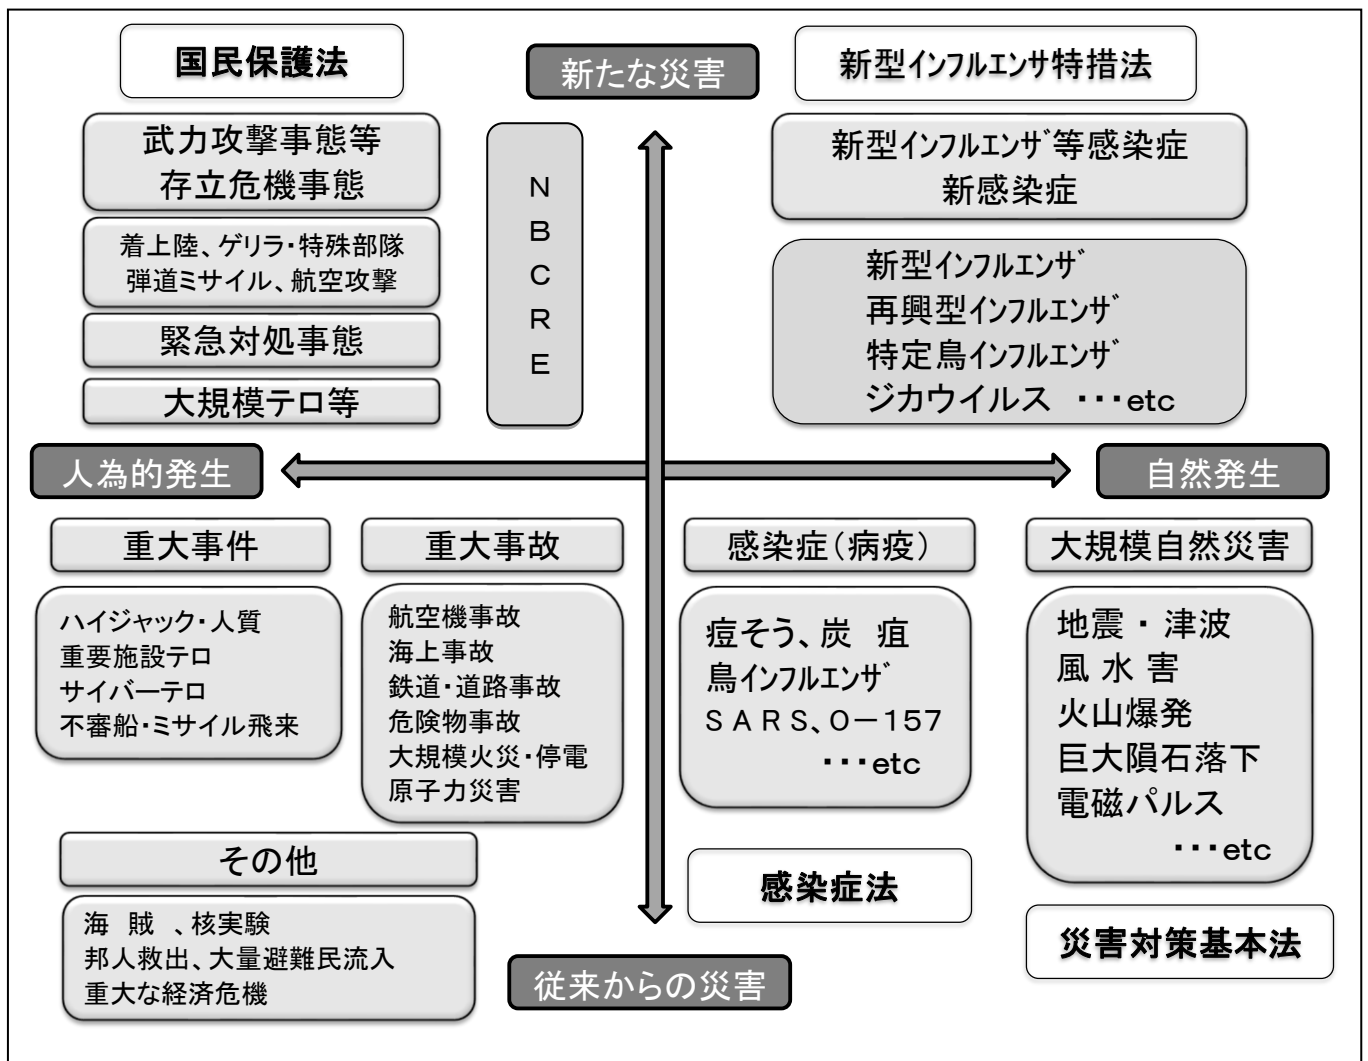 国民保護法
新たな災害
新型ｲﾝﾌﾙｴﾝｻ特措法
武力攻撃事態等
存立危機事態
着上陸、ゲリラ・特殊部隊
弾道ミサイル、航空攻撃
緊急対処事態
大規模テロ等
N
B
C
R
E
新型ｲﾝﾌﾙｴﾝｻﾞ等感染症
新感染症
新型ｲﾝﾌﾙｴﾝｻﾞ
再興型ｲﾝﾌﾙｴﾝｻﾞ
特定鳥ｲﾝﾌﾙｴﾝｻﾞ
ジカウイルス ・・・etc
人為的発生
自然発生
重大事件
ハイジャック・人質
重要施設テロ
サイバーテロ
不審船・ミサイル飛来
重大事故
航空機事故
海上事故
鉄道・道路事故
危険物事故
大規模火災・停電
原子力災害
感染症（病疫）
痘そう、炭 疽
鳥ｲﾝﾌﾙｴﾝｻﾞ
ＳＡＲＳ、Ｏ－157
・・・etc
大規模自然災害
地震 ・ 津波
風 水 害
火山爆発
巨大隕石落下
電磁パルス
・・・etc
その他
海 賊 、核実験
邦人救出、大量避難民流入
重大な経済危機
感染症法
災害対策基本法
従来からの災害